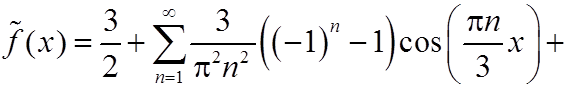 f̃(x) = 3/2 + ∑_{n=1}^{∞} 3/(π²n²) ((-1)ⁿ - 1) cos(πn/3 x) +